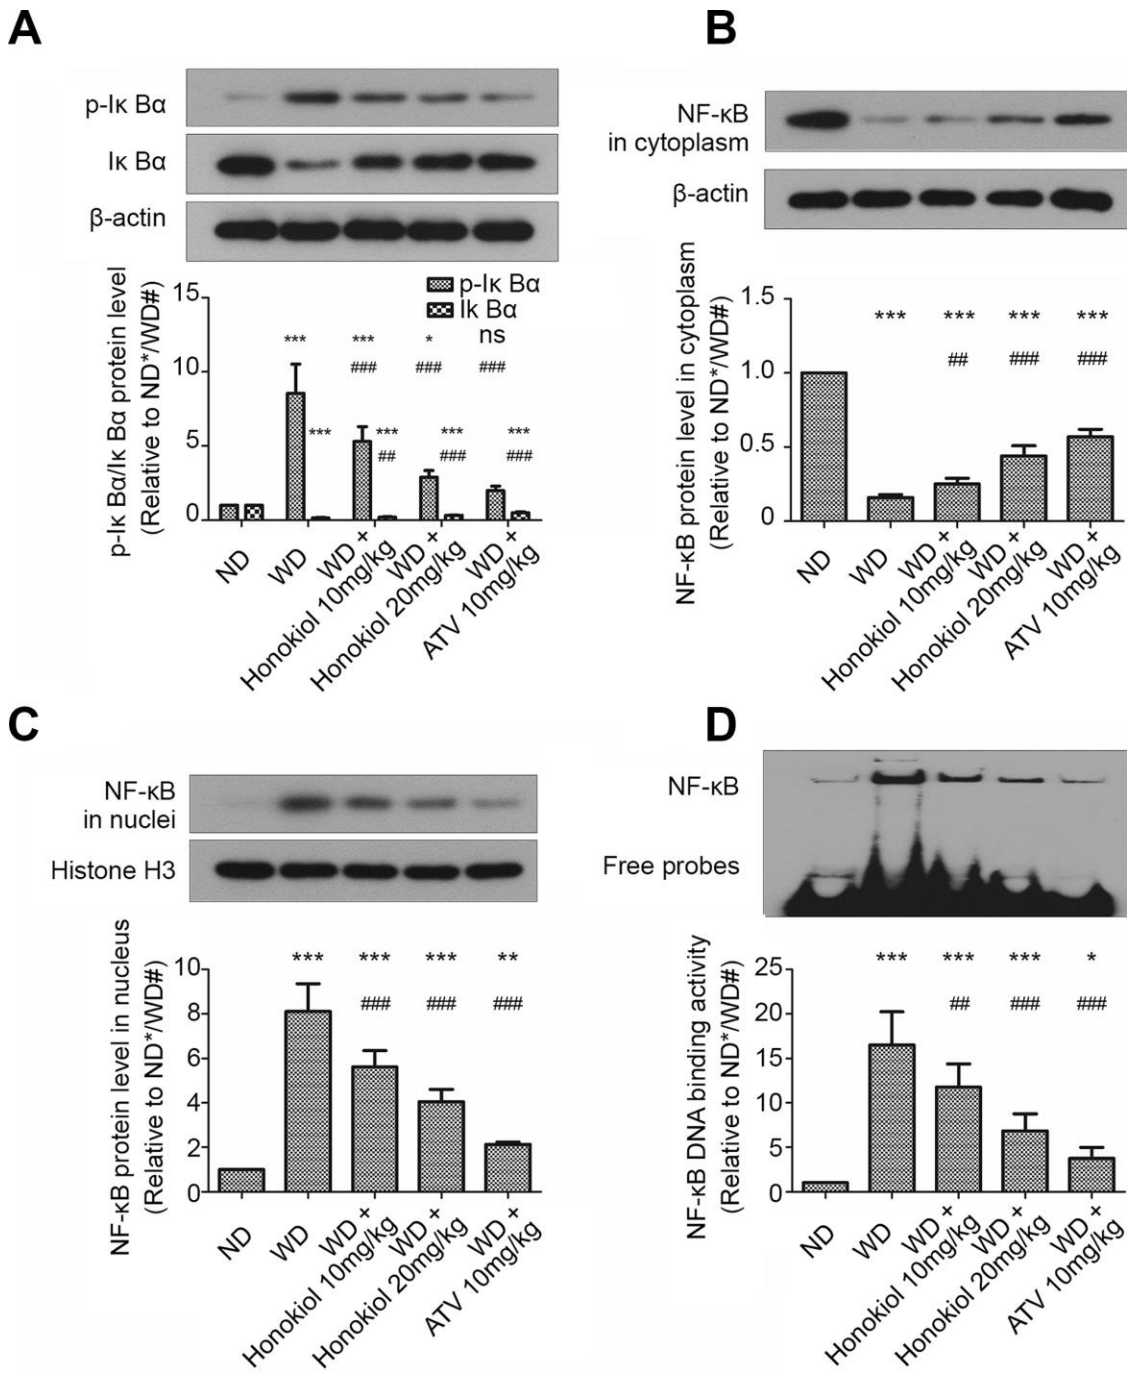 A
p-Iκ Bα
Iκ Bα
β-actin
p-Iκ Bα/Iκ Bα protein level
(Relative to ND*/WD#)
p-Iκ Bα
Ik Bα
ns
15
10
5
0
*** *** *
### ### ###
*** *** *** ***
## ### ###
ND
WD
WD +
Honokiol 10mg/kg
WD +
Honokiol 20mg/kg
WD +
ATV 10mg/kg
B
NF-κB
in cytoplasm
β-actin
NF-κB protein level in cytoplasm
(Relative to ND*/WD#)
1.5
1.0
0.5
0
*** *** *** ***
## ### ###
ND
WD
WD +
Honokiol 10mg/kg
WD +
Honokiol 20mg/kg
WD +
ATV 10mg/kg
C
NF-κB
in nuclei
Histone H3
NF-κB protein level in nucleus
(Relative to ND*/WD#)
10
8
6
4
2
0
*** *** *** **
### ### ###
ND
WD
WD +
Honokiol 10mg/kg
WD +
Honokiol 20mg/kg
WD +
ATV 10mg/kg
D
NF-κB
Free probes
NF-κB DNA binding activity
(Relative to ND*/WD#)
25
20
15
10
5
0
*** *** *** *
## ### ###
ND
WD
WD +
Honokiol 10mg/kg
WD +
Honokiol 20mg/kg
WD +
ATV 10mg/kg